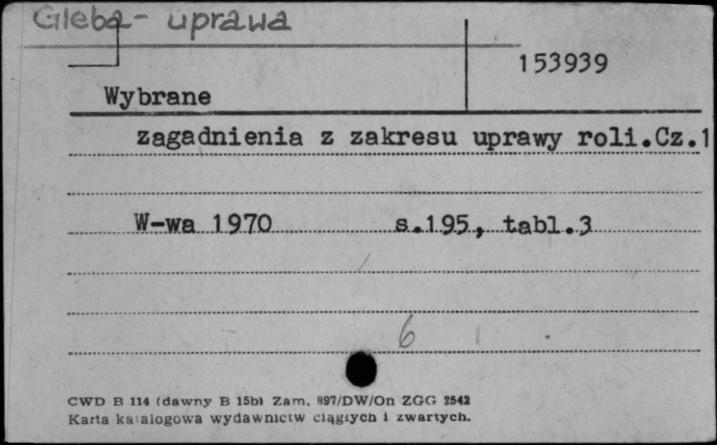 Gleba - uprawa
153939
Wybrane
zagadnienia z zakresu uprawy roli.Cz.1
W-wa 1970 s.195, tabl.3
6
CWD B 114 (dawny B 15b) Zam. 897/DW/On ZGG 2542
Karta katalogowa wydawnictw ciągłych i zwartych.